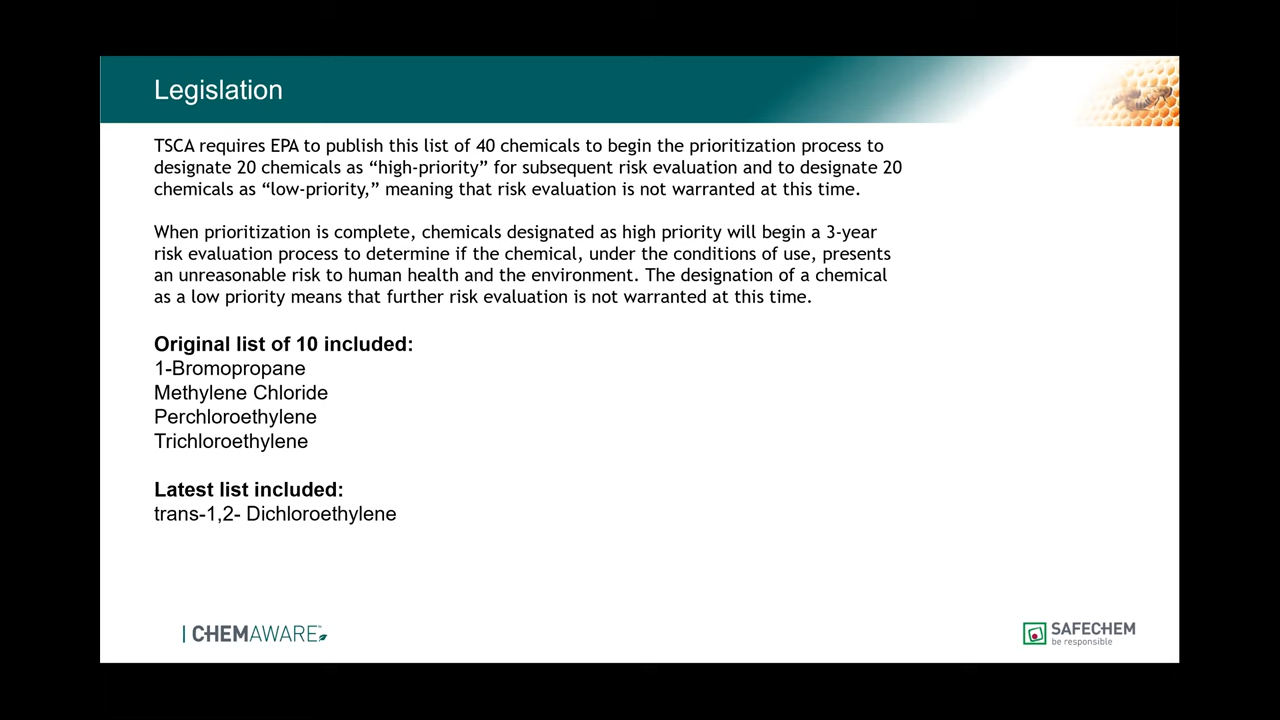 Legislation
TSCA requires EPA to publish this list of 40 chemicals to begin the prioritization process to
designate 20 chemicals as “high-priority” for subsequent risk evaluation and to designate 20
chemicals as “low-priority,” meaning that risk evaluation is not warranted at this time.
When prioritization is complete, chemicals designated as high priority will begin a 3-year
risk evaluation process to determine if the chemical, under the conditions of use, presents
an unreasonable risk to human health and the environment. The designation of a chemical
as a low priority means that further risk evaluation is not warranted at this time.
Original list of 10 included:
1-Bromopropane
Methylene Chloride
Perchloroethylene
Trichloroethylene
Latest list included:
trans-1,2- Dichloroethylene
CHEMAWARE™
SAFECHEM
be responsible